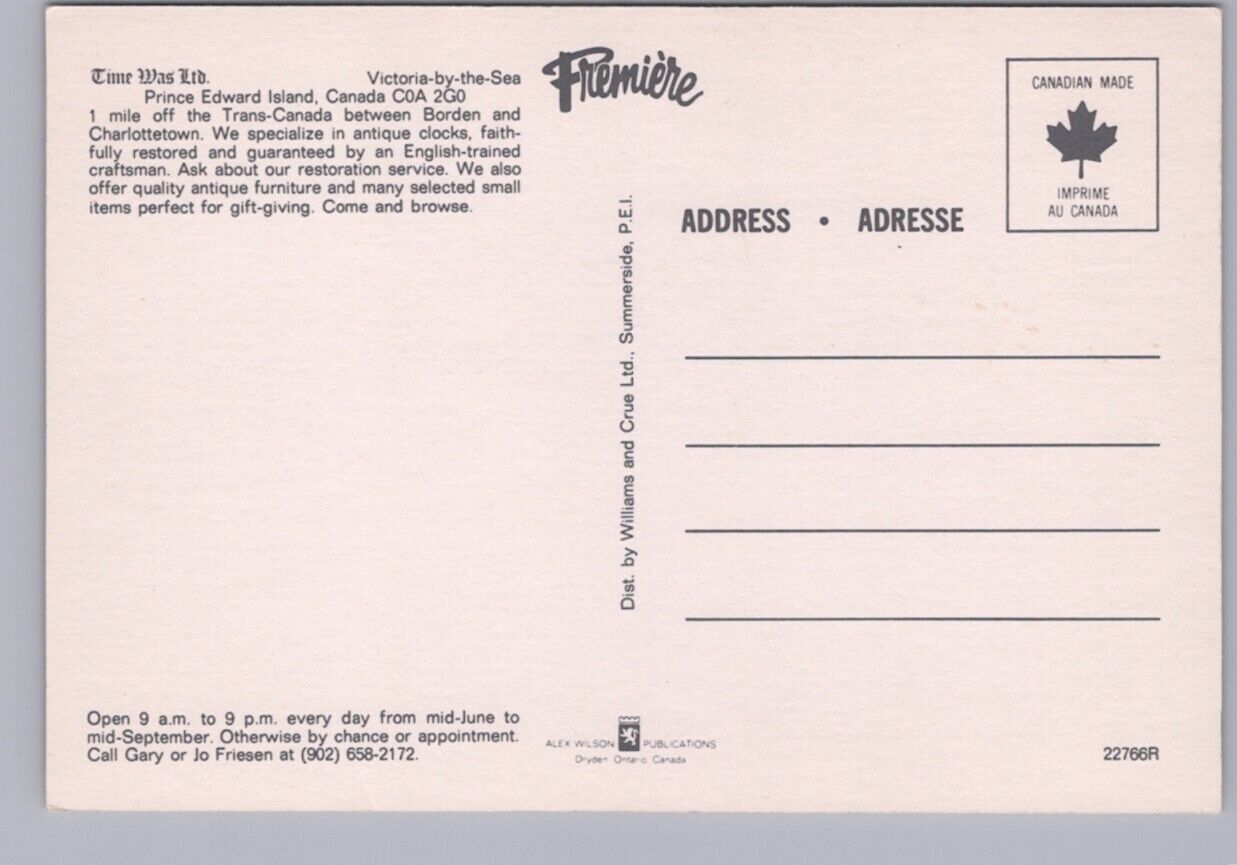 Time Was Ltd. Victoria-by-the-Sea
Prince Edward Island, Canada C0A 2G0
1 mile off the Trans-Canada between Borden and
Charlottetown. We specialize in antique clocks, faith-
fully restored and guaranteed by an English-trained
craftsman. Ask about our restoration service. We also
offer quality antique furniture and many selected small
items perfect for gift-giving. Come and browse.
Open 9 a.m. to 9 p.m. every day from mid-June to
mid-September. Otherwise by chance or appointment.
Call Gary or Jo Friesen at (902) 658-2172.
Première
Dist. by Williams and Crue Ltd., Summerside, P.E.I.
ALEX WILSON PUBLICATIONS
Dryden Ontario Canada
CANADIAN MADE
IMPRIME
AU CANADA
ADDRESS • ADRESSE
22766R